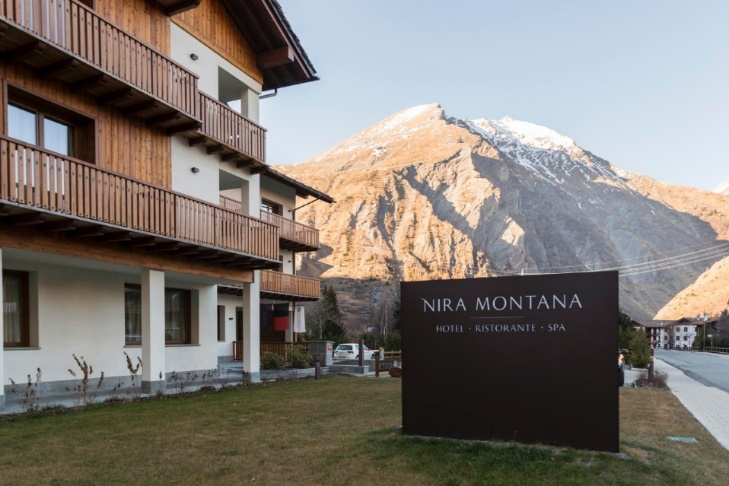 NIRA MONTANA
HOTEL · RISTORANTE · SPA